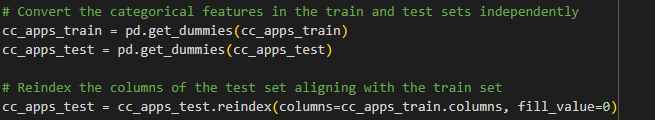 # Convert the categorical features in the train and test sets independently
cc_apps_train = pd.get_dummies(cc_apps_train)
cc_apps_test = pd.get_dummies(cc_apps_test)
# Reindex the columns of the test set aligning with the train set
cc_apps_test = cc_apps_test.reindex(columns=cc_apps_train.columns, fill_value=0)